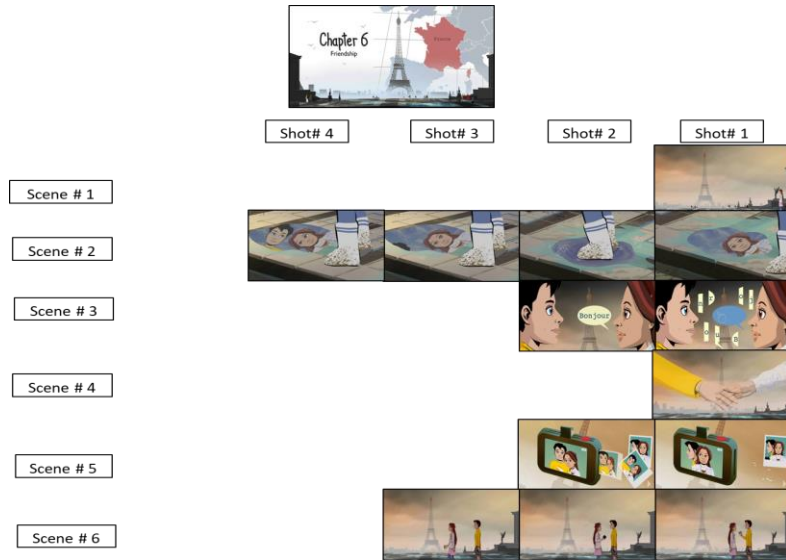 Chapter 6
Friendship
France
Shot# 4
Shot# 3
Shot# 2
Shot# 1
Scene # 1
Scene # 2
Scene # 3
Bonjour
Scene # 4
Scene # 5
Scene # 6